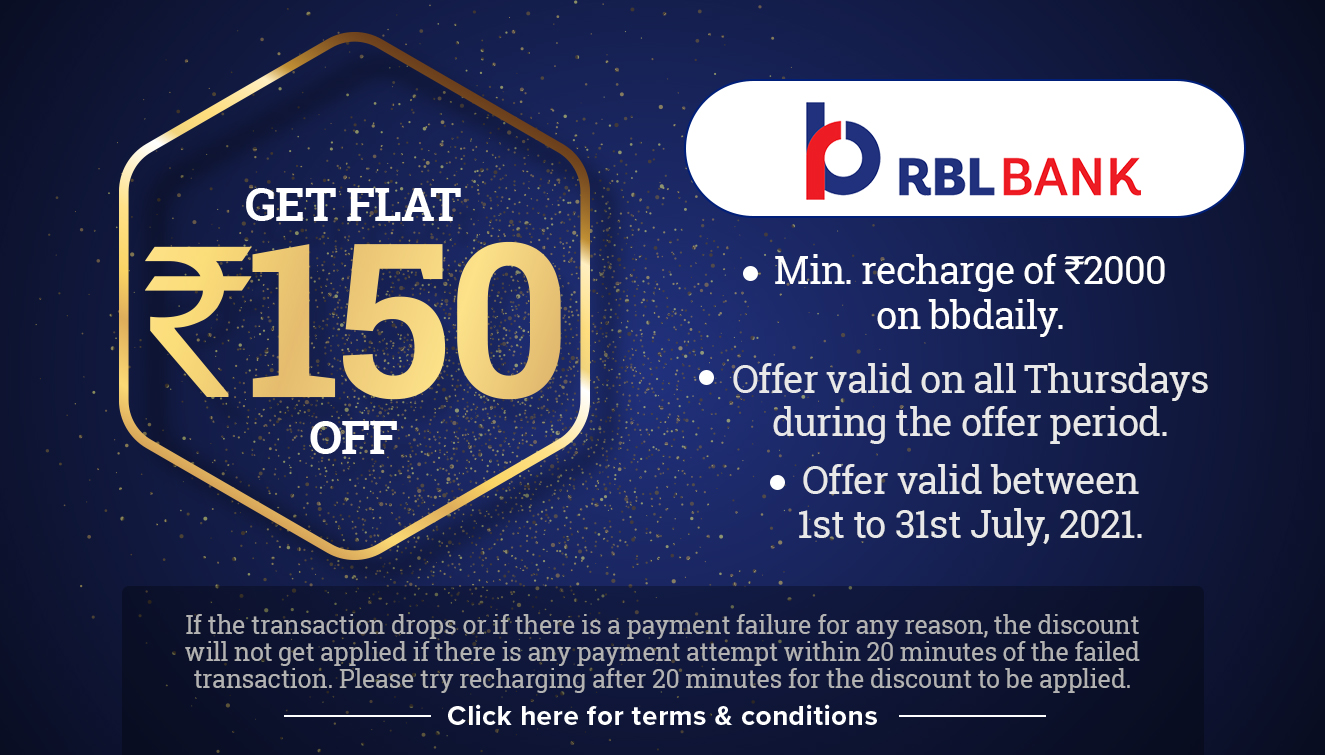 GET FLAT
₹150
OFF
RBL BANK
• Min. recharge of ₹2000
on bbdaily.
• Offer valid on all Thursdays
during the offer period.
• Offer valid between
1st to 31st July, 2021.
If the transaction drops or if there is a payment failure for any reason, the discount
will not get applied if there is any payment attempt within 20 minutes of the failed
transaction. Please try recharging after 20 minutes for the discount to be applied.
Click here for terms & conditions